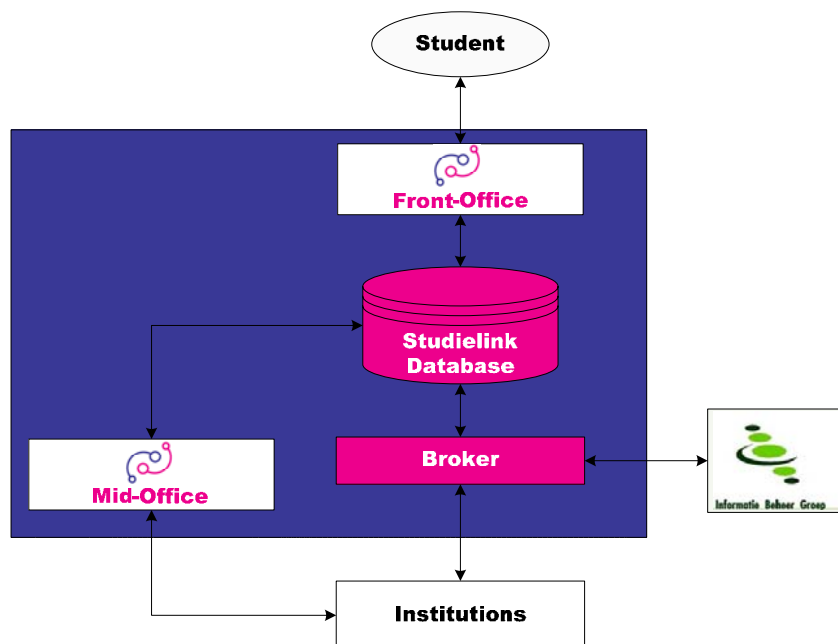 Student
Front-Office
Studielink
Database
Broker
Mid-Office
Informatie Beheer Groep
Institutions